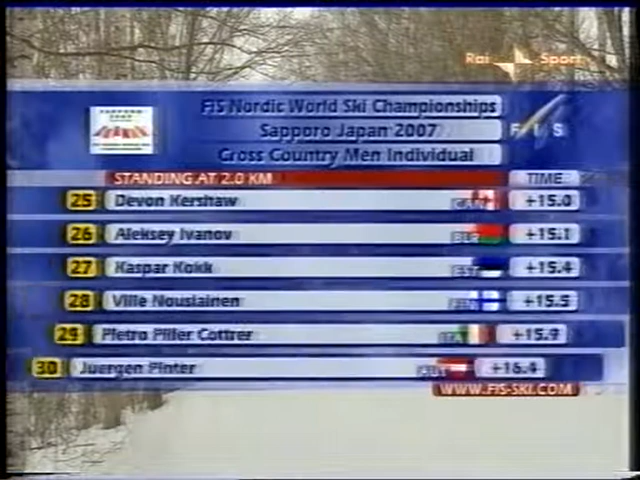 Rai Sport
FIS Nordic World Ski Championships
Sapporo Japan 2007
FIS
Cross Country Men Individual
STANDING AT 2.0 KM TIME
25 Devon Kershaw CAN +15.0
26 Aleksey Ivanov BLR +15.1
27 Kaspar Kokk EST +15.4
28 Ville Nousiainen FIN +15.5
29 Pietro Piller Cottrer ITA +15.9
30 Juergen Pinter AUT +16.4
WWW.FIS-SKI.COM